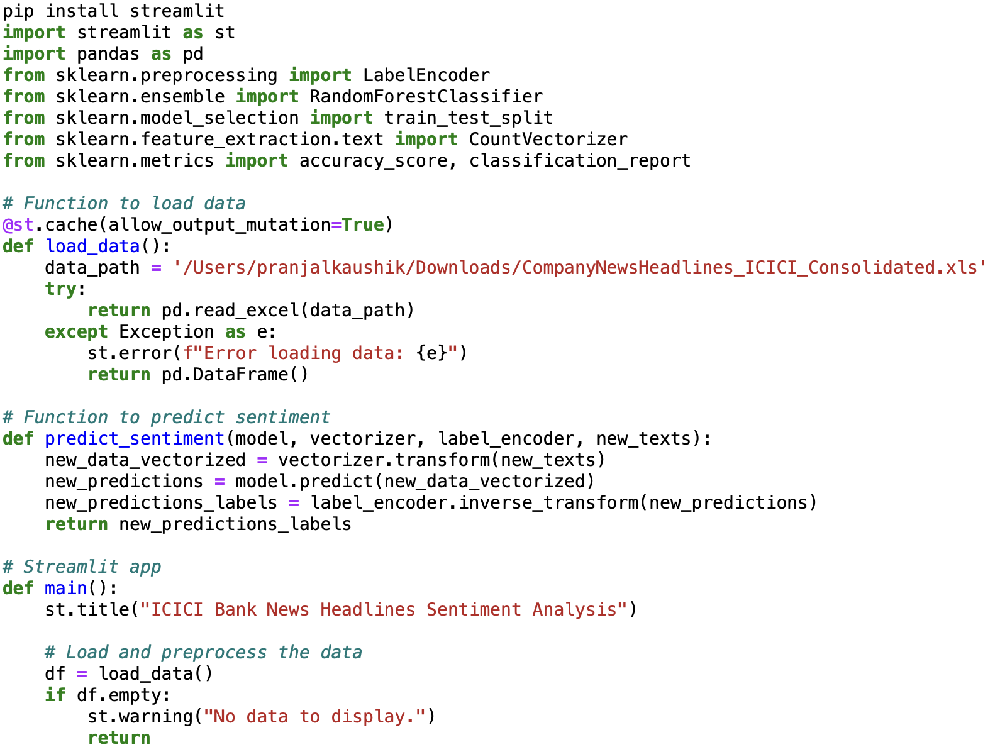 pip install streamlit
import streamlit as st
import pandas as pd
from sklearn.preprocessing import LabelEncoder
from sklearn.ensemble import RandomForestClassifier
from sklearn.model_selection import train_test_split
from sklearn.feature_extraction.text import CountVectorizer
from sklearn.metrics import accuracy_score, classification_report

# Function to load data
@st.cache(allow_output_mutation=True)
def load_data():
    data_path = '/Users/pranjalkaushik/Downloads/CompanyNewsHeadlines_ICICI_Consolidated.xls'
    try:
        return pd.read_excel(data_path)
    except Exception as e:
        st.error(f"Error loading data: {e}")
        return pd.DataFrame()

# Function to predict sentiment
def predict_sentiment(model, vectorizer, label_encoder, new_texts):
    new_data_vectorized = vectorizer.transform(new_texts)
    new_predictions = model.predict(new_data_vectorized)
    new_predictions_labels = label_encoder.inverse_transform(new_predictions)
    return new_predictions_labels

# Streamlit app
def main():
    st.title("ICICI Bank News Headlines Sentiment Analysis")

    # Load and preprocess the data
    df = load_data()
    if df.empty:
        st.warning("No data to display.")
        return